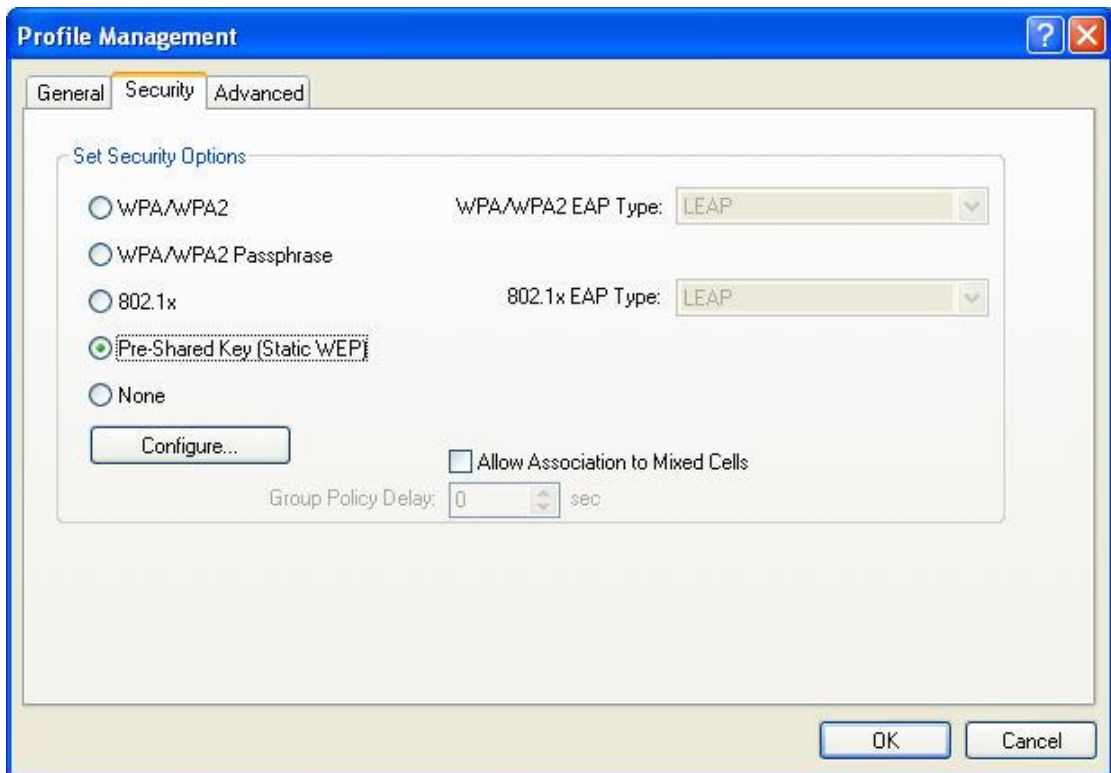 Profile Management
General Security Advanced
Set Security Options
WPA/WPA2 WPA/WPA2 EAP Type: LEAP
WPA/WPA2 Passphrase
802.1x 802.1x EAP Type: LEAP
Pre-Shared Key (Static WEP)
None
Configure...
Allow Association to Mixed Cells
Group Policy Delay: 0 sec
OK Cancel